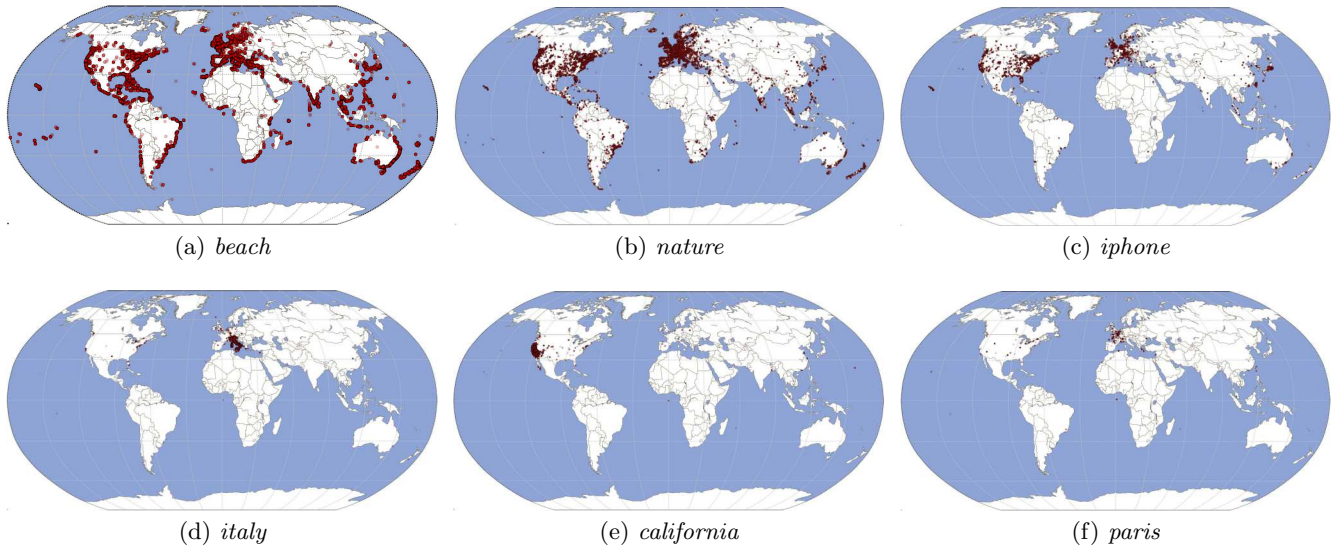 (a) beach
(b) nature
(c) iphone
(d) italy
(e) california
(f) paris